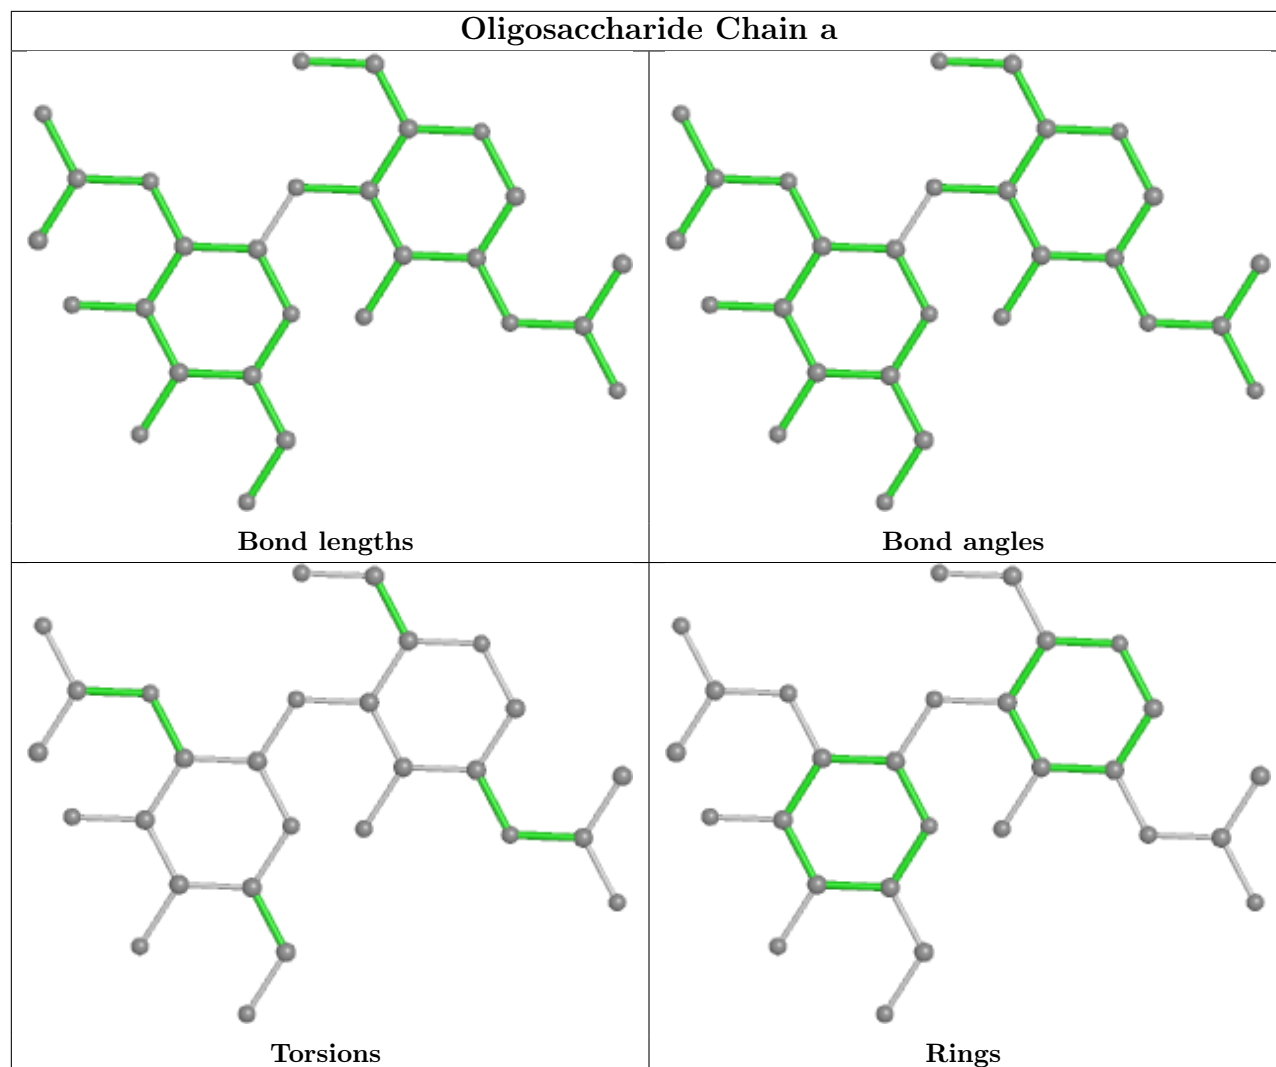 Oligosaccharide Chain a
Bond lengths
Bond angles
Torsions
Rings